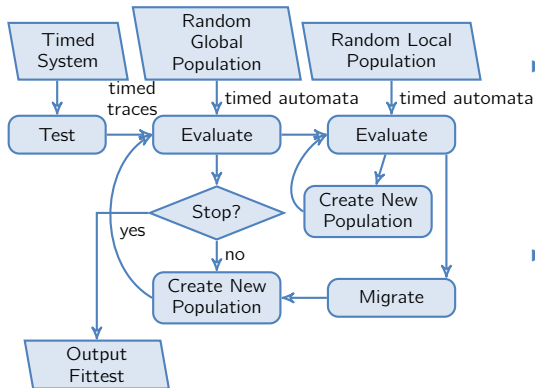 Timed
System
Random
Global
Population
Random Local
Population
timed
traces
timed automata
timed automata
Test
Evaluate
Evaluate
Create New
Population
Stop?
yes
no
Create New
Population
Migrate
Output
Fittest